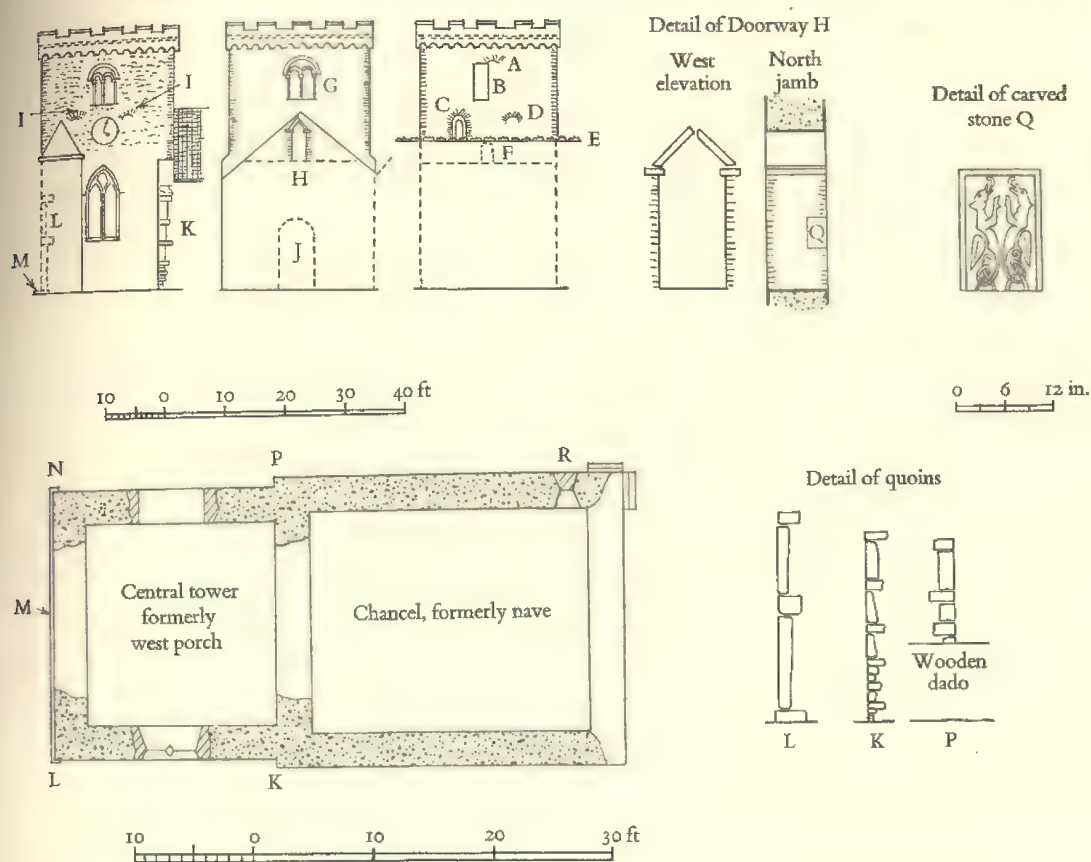 Detail of Doorway H
West
elevation
North
jamb
Detail of carved
stone Q
I
I
L
K
M
G
H
J
A
B
C
D
E
F
Q
10 0 10 20 30 40 ft
0 6 12 in.
N
P
R
M
Central tower
formerly
west porch
Chancel, formerly nave
L
K
Detail of quoins
Wooden
dado
L
K
P
10 0 10 20 30 ft